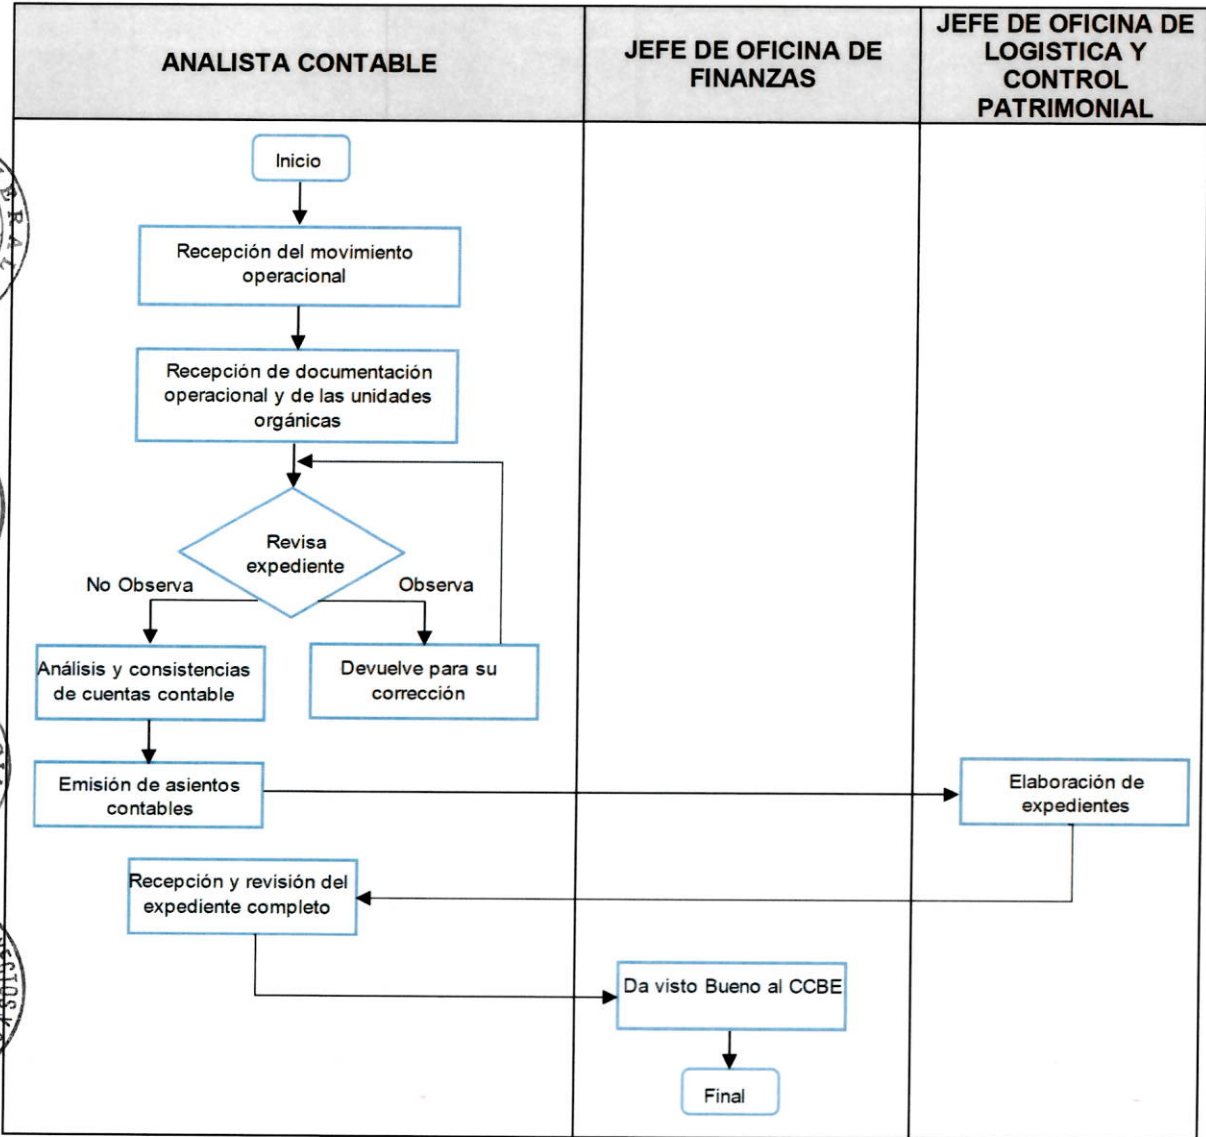 ANALISTA CONTABLE
JEFE DE OFICINA DE
FINANZAS
JEFE DE OFICINA DE
LOGISTICA Y
CONTROL
PATRIMONIAL
Inicio
Recepción del movimiento
operacional
Recepción de documentación
operacional y de las unidades
orgánicas
Revisa
expediente
No Observa
Observa
Análisis y consistencias
de cuentas contable
Devuelve para su
corrección
Emisión de asientos
contables
Elaboración de
expedientes
Recepción y revisión del
expediente completo
Da visto Bueno al CCBE
Final